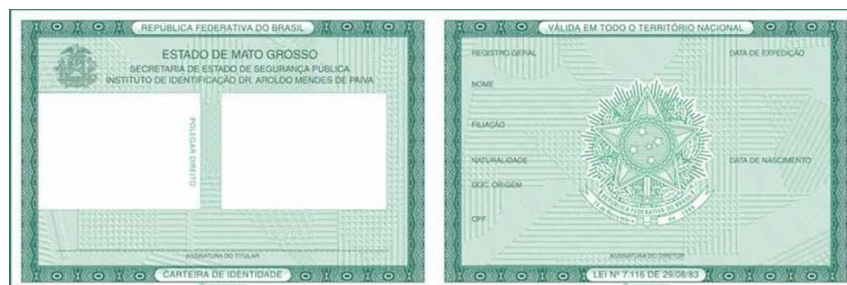 REPÚBLICA FEDERATIVA DO BRASIL
ESTADO DE MATO GROSSO
SECRETARIA DE ESTADO DE SEGURANÇA PÚBLICA
INSTITUTO DE IDENTIFICAÇÃO DR. AROLDO MENDES DE PAIVA
POLEGAR DIREITO
ASSINATURA DO TITULAR
CARTEIRA DE IDENTIDADE
VÁLIDA EM TODO O TERRITÓRIO NACIONAL
REGISTRO GERAL
DATA DE EXPEDIÇÃO
NOME
FILIAÇÃO
NATURALIDADE
DATA DE NASCIMENTO
DOC. ORIGEM
CPF
ASSINATURA DO DIRETOR
LEI Nº 7.116 DE 29/08/83